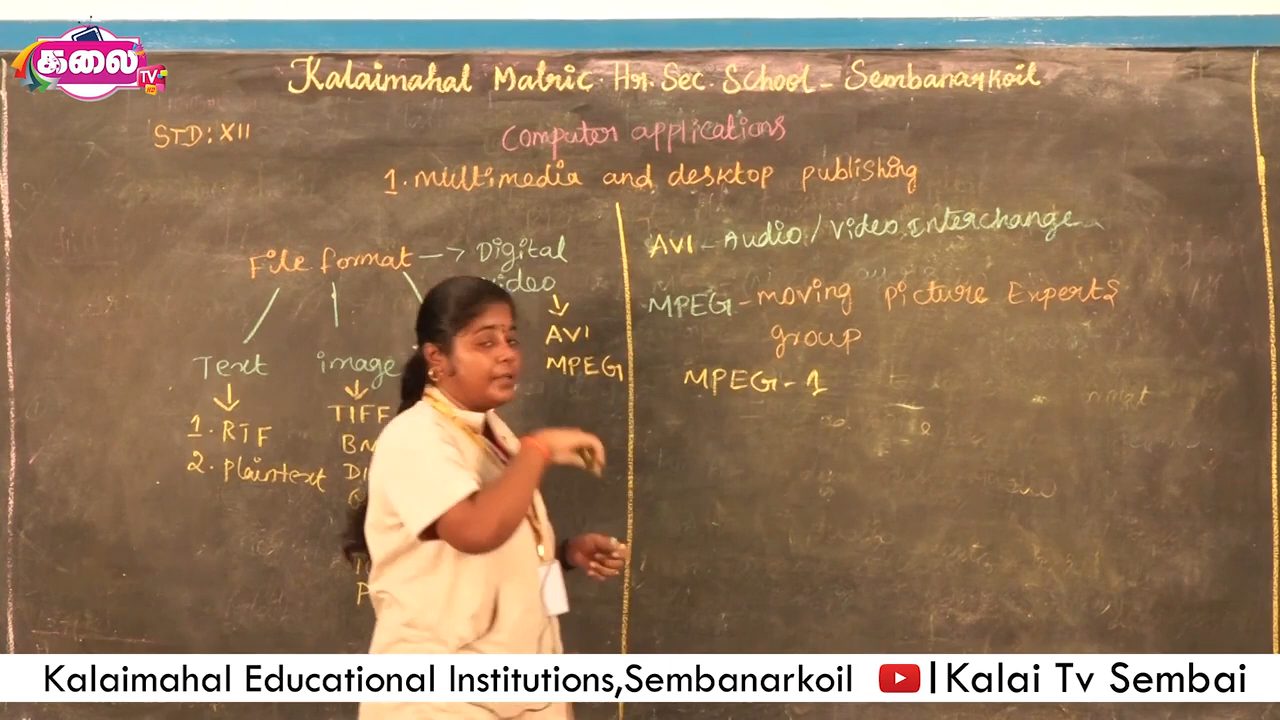 கலை TV HD
Kalaimahal Matric. Hr. Sec. School - Sembanarkoil
STD: XII
Computer applications
1. Multimedia and desktop publishing
File format → Digital
video
AVI
MPEG
Text
image
1. RTF
2. plaintext
TIFF
AVI - Audio / Video Interchange
MPEG - moving picture Experts
group
MPEG - 1
Kalaimahal Educational Institutions,Sembanarkoil | Kalai Tv Sembai